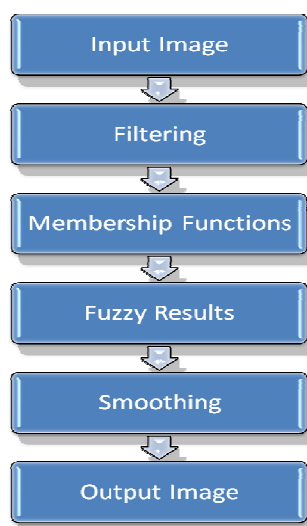 Input Image
Filtering
Membership Functions
Fuzzy Results
Smoothing
Output Image